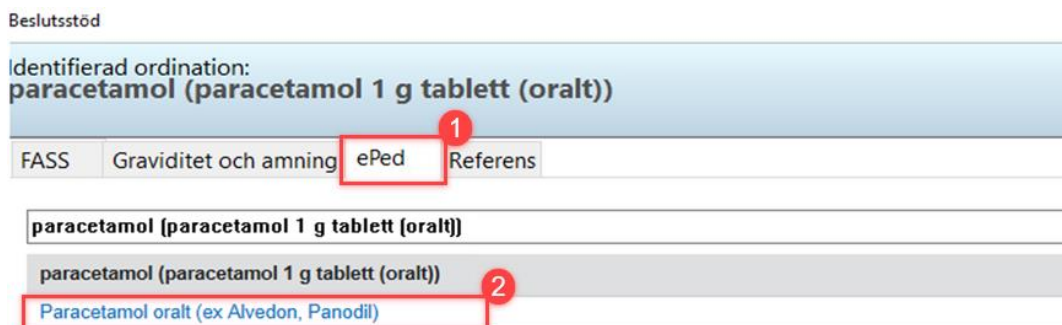 Beslutsstöd
Identifierad ordination:
paracetamol (paracetamol 1 g tablett (oralt))
1
FASS Graviditet och amning ePed Referens
paracetamol (paracetamol 1 g tablett (oralt))
paracetamol (paracetamol 1 g tablett (oralt))
2
Paracetamol oralt (ex Alvedon, Panodil)